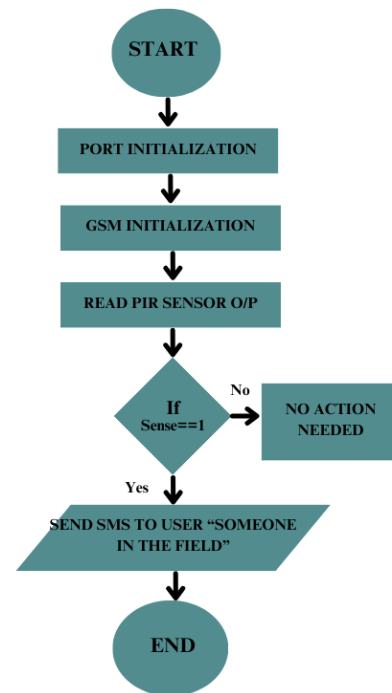 START
PORT INITIALIZATION
GSM INITIALIZATION
READ PIR SENSOR O/P
If
Sense==1
No
NO ACTION
NEEDED
Yes
SEND SMS TO USER “SOMEONE
IN THE FIELD”
END